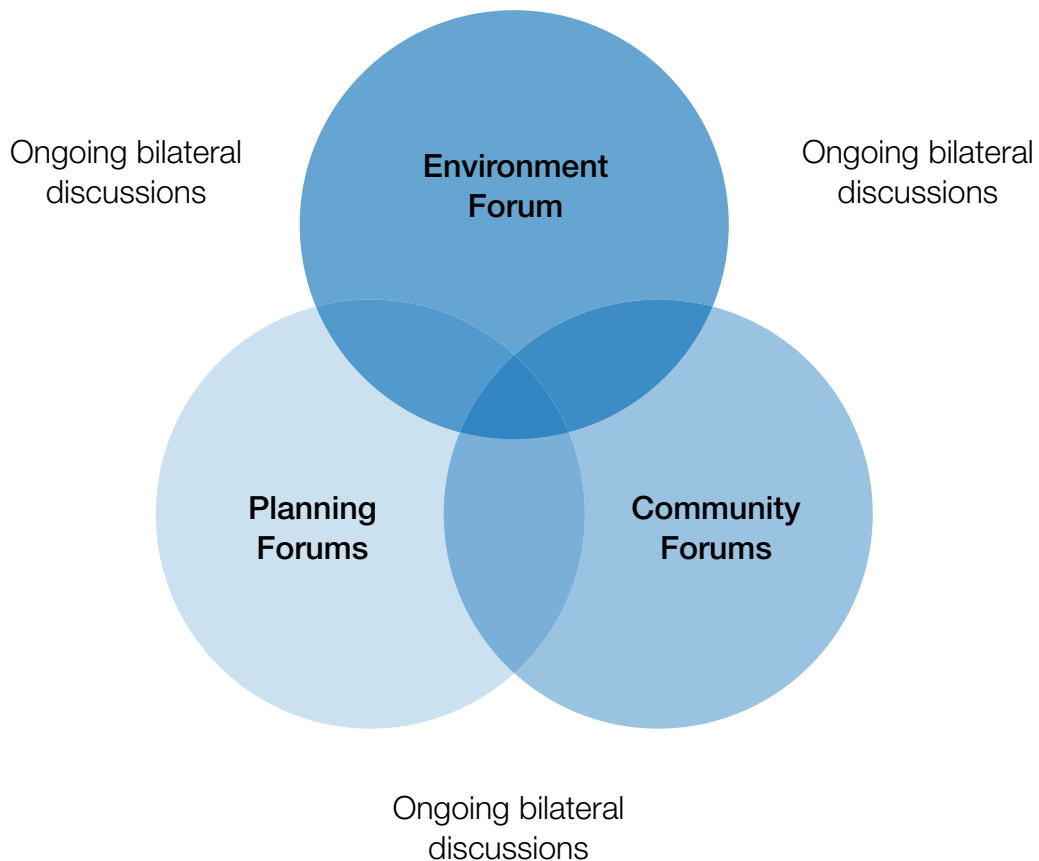 Ongoing bilateral
discussions
Environment
Forum
Ongoing bilateral
discussions
Planning
Forums
Community
Forums
Ongoing bilateral
discussions